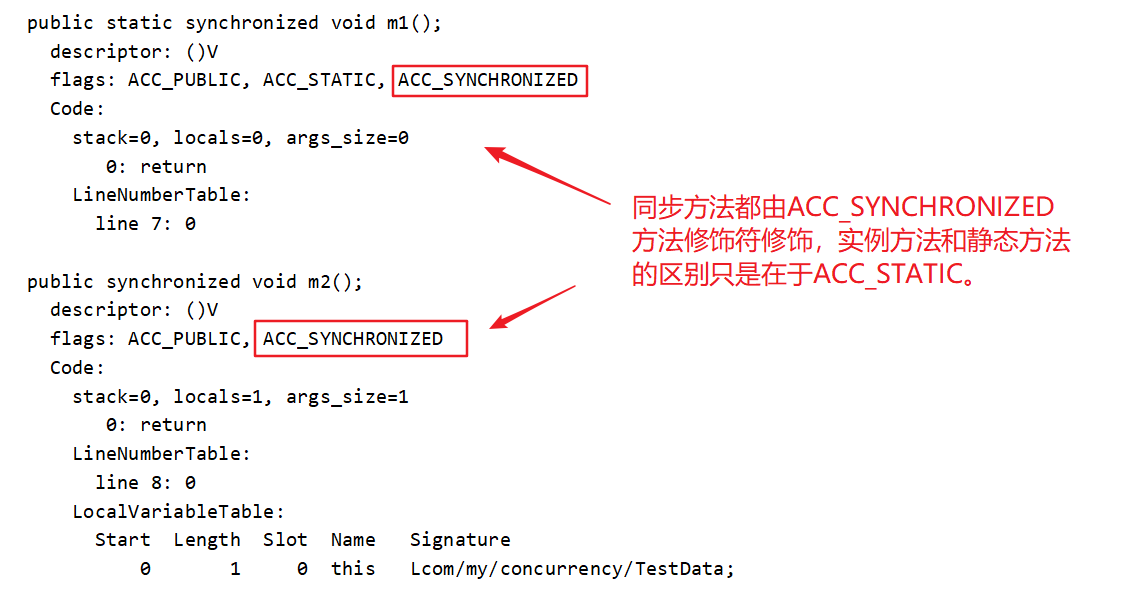 public static synchronized void m1();
descriptor: ()V
flags: ACC_PUBLIC, ACC_STATIC, ACC_SYNCHRONIZED
Code:
stack=0, locals=0, args_size=0
0: return
LineNumberTable:
line 7: 0
同步方法都由ACC_SYNCHRONIZED
方法修饰符修饰，实例方法和静态方法
的区别只是在于ACC_STATIC。
public synchronized void m2();
descriptor: ()V
flags: ACC_PUBLIC, ACC_SYNCHRONIZED
Code:
stack=0, locals=1, args_size=1
0: return
LineNumberTable:
line 8: 0
LocalVariableTable:
Start Length Slot Name Signature
0 1 0 this Lcom/my/concurrency/TestData;